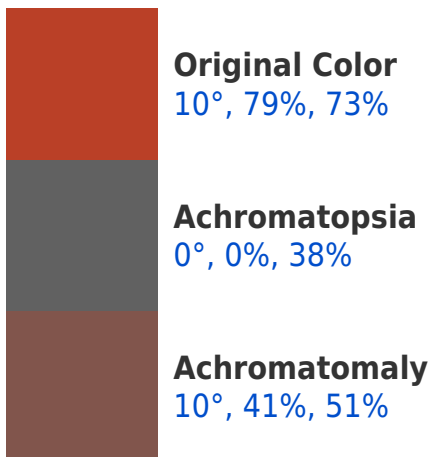 Original Color
10°, 79%, 73%
Achromatopsia
0°, 0%, 38%
Achromatomaly
10°, 41%, 51%